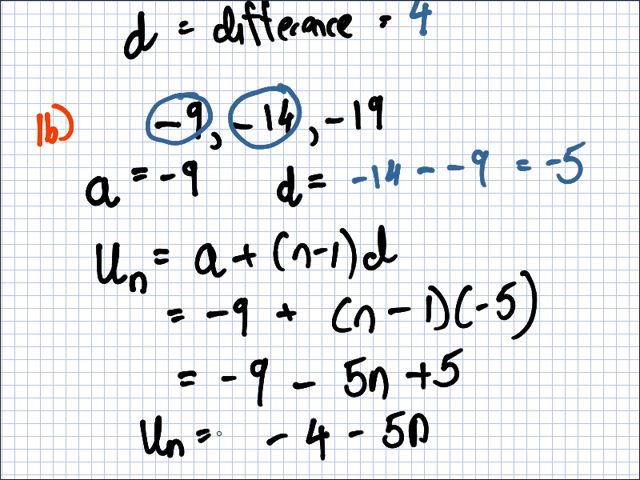 d = difference = 4
1b) -9, -14, -19
a = -9 d = -14 - -9 = -5
Un = a + (n-1)d
= -9 + (n - 1)(-5)
= -9 - 5n + 5
Un = - 4 - 5n